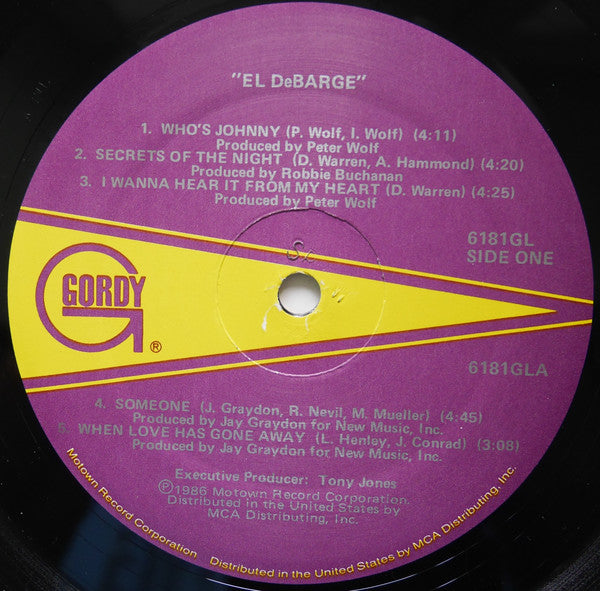 "EL DeBARGE"
1. WHO'S JOHNNY (P. Wolf, I. Wolf) (4:11)
Produced by Peter Wolf
2. SECRETS OF THE NIGHT (D. Warren, A. Hammond) (4:20)
Produced by Robbie Buchanan
3. I WANNA HEAR IT FROM MY HEART (D. Warren) (4:25)
Produced by Peter Wolf
6181GL
SIDE ONE
GORDY
®
6181GLA
4. SOMEONE (J. Graydon, R. Nevil, M. Mueller) (4:45)
Produced by Jay Graydon for New Music, Inc.
5. WHEN LOVE HAS GONE AWAY (L. Henley, J. Conrad) (3:08)
Produced by Jay Graydon for New Music, Inc.
Executive Producer: Tony Jones
℗1986 Motown Record Corporation.
Distributed in the United States by
MCA Distributing, Inc.
Motown Record Corporation Distributed in the United States by MCA Distributing, Inc.